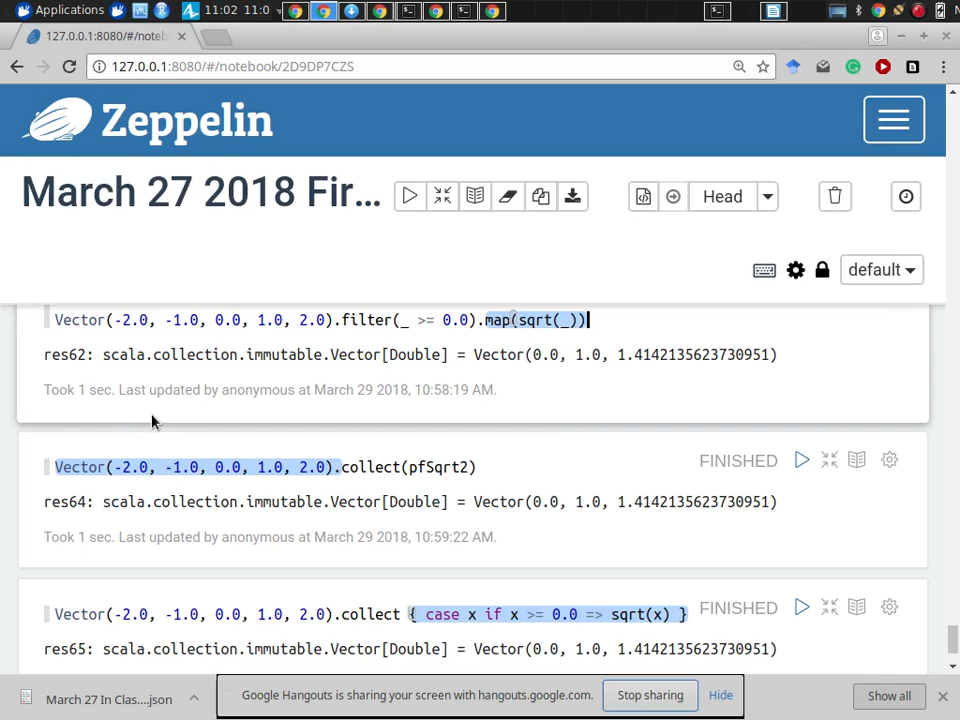 Applications 11:02 11:0
127.0.0.1:8080/#/noteb
127.0.0.1:8080/#/notebook/2D9DP7CZS
Zeppelin
March 27 2018 Fir...
Head
default
Vector(-2.0, -1.0, 0.0, 1.0, 2.0).filter(_ >= 0.0).map(sqrt(_))
res62: scala.collection.immutable.Vector[Double] = Vector(0.0, 1.0, 1.4142135623730951)
Took 1 sec. Last updated by anonymous at March 29 2018, 10:58:19 AM.
Vector(-2.0, -1.0, 0.0, 1.0, 2.0).collect(pfSqrt2)
FINISHED
res64: scala.collection.immutable.Vector[Double] = Vector(0.0, 1.0, 1.4142135623730951)
Took 1 sec. Last updated by anonymous at March 29 2018, 10:59:22 AM.
Vector(-2.0, -1.0, 0.0, 1.0, 2.0).collect { case x if x >= 0.0 => sqrt(x) }
FINISHED
res65: scala.collection.immutable.Vector[Double] = Vector(0.0, 1.0, 1.4142135623730951)
March 27 In Clas....json
Google Hangouts is sharing your screen with hangouts.google.com.
Stop sharing
Hide
Show all